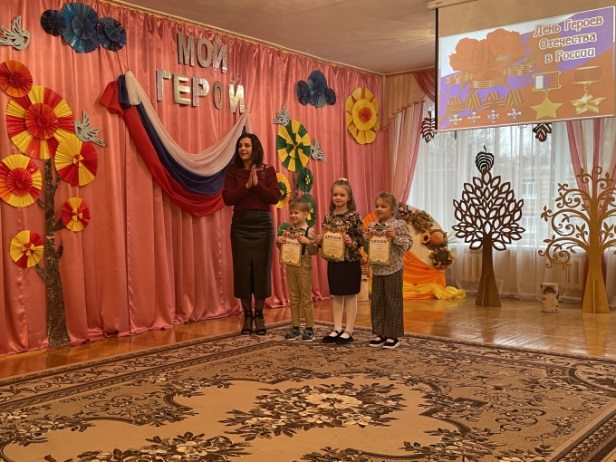 МОЙ
ГЕРОЙ
День Героев
Отечества
в России